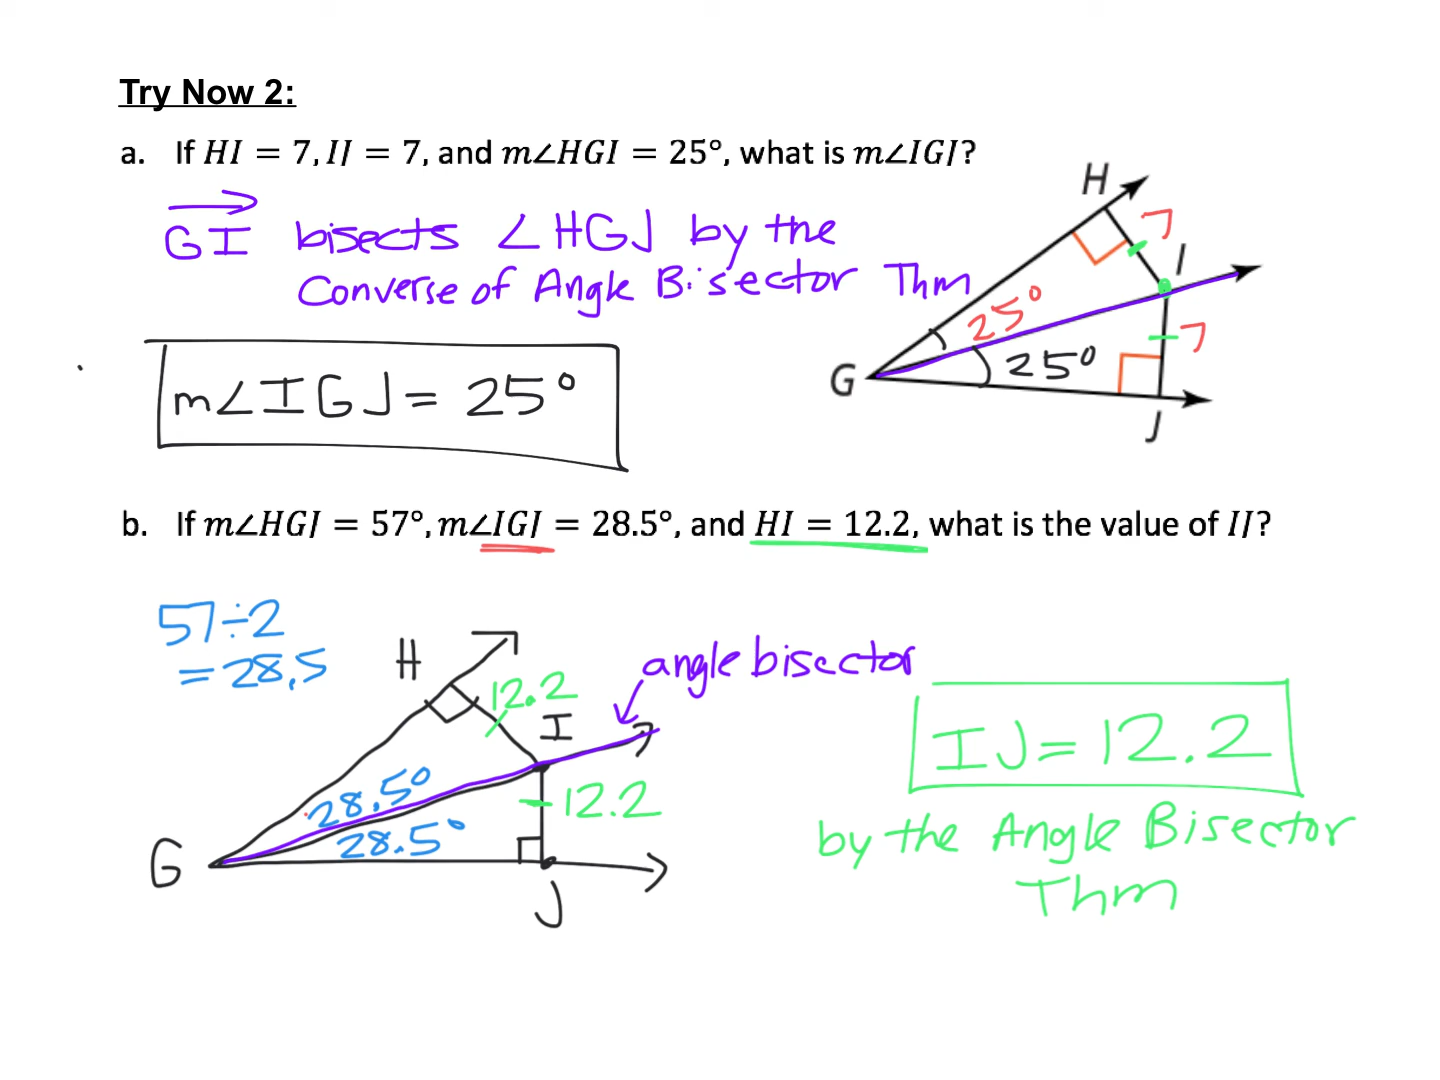 Try Now 2:
a. If HI = 7, IJ = 7, and m∠HGI = 25°, what is m∠IGJ?
GI bisects ∠HGJ by the
Converse of Angle Bisector Thm
m∠IGJ = 25°
H
7
I
25°
7
25°
G
J
b. If m∠HGJ = 57°, m∠IGJ = 28.5°, and HI = 12.2, what is the value of IJ?
57÷2
=28.5
H
12.2
I
angle bisector
28.5°
12.2
28.5°
G
J
IJ = 12.2
by the Angle Bisector
Thm